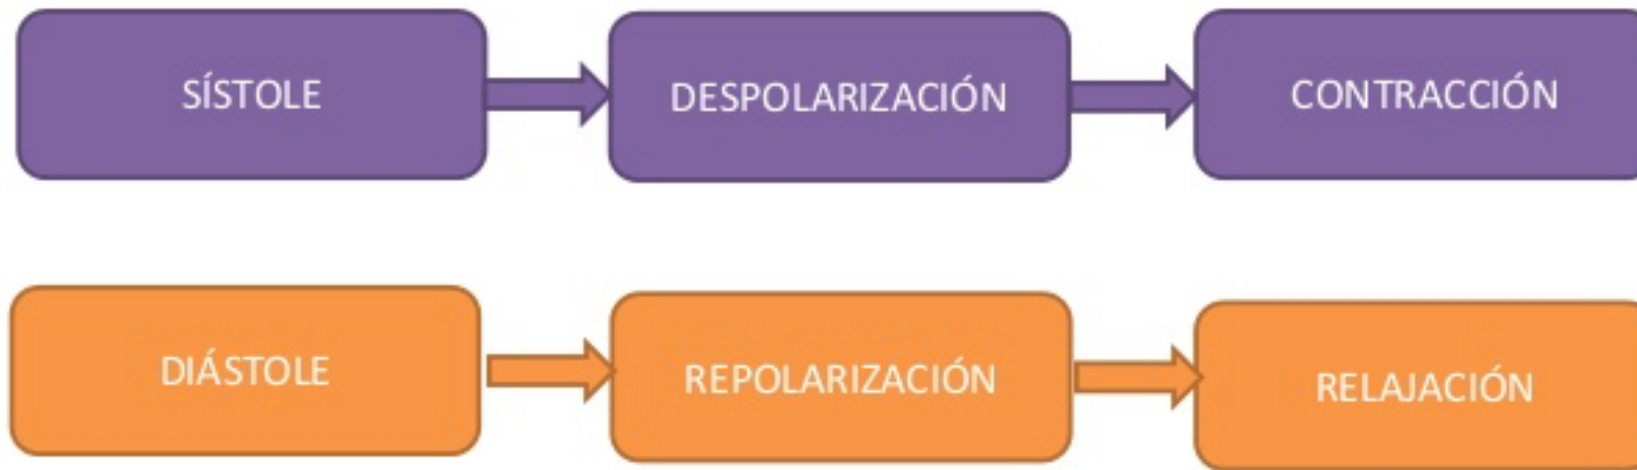 SÍSTOLE
DESPOLARIZACIÓN
CONTRACCIÓN
DIÁSTOLE
REPOLARIZACIÓN
RELAJACIÓN